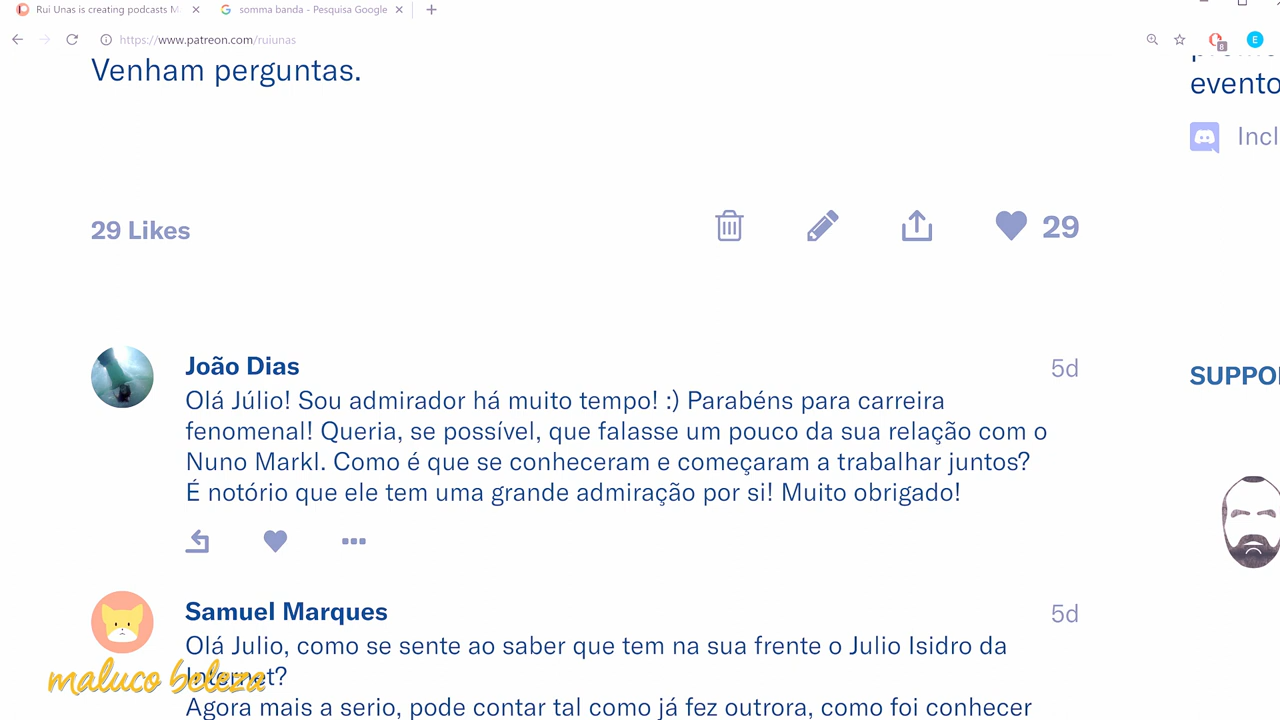 Rui Unas is creating podcasts M
somma banda - Pesquisa Google
https://www.patreon.com/ruiunas
E
8
Venham perguntas.
evento
Incl
29 Likes
29
João Dias
5d
Olá Júlio! Sou admirador há muito tempo! :) Parabéns para carreira
fenomenal! Queria, se possível, que falasse um pouco da sua relação com o
Nuno Markl. Como é que se conheceram e começaram a trabalhar juntos?
É notório que ele tem uma grande admiração por si! Muito obrigado!
SUPPO
Samuel Marques
5d
Olá Julio, como se sente ao saber que tem na sua frente o Julio Isidro da
Internet?
Agora mais a serio, pode contar tal como já fez outrora, como foi conhecer
maluco beleza